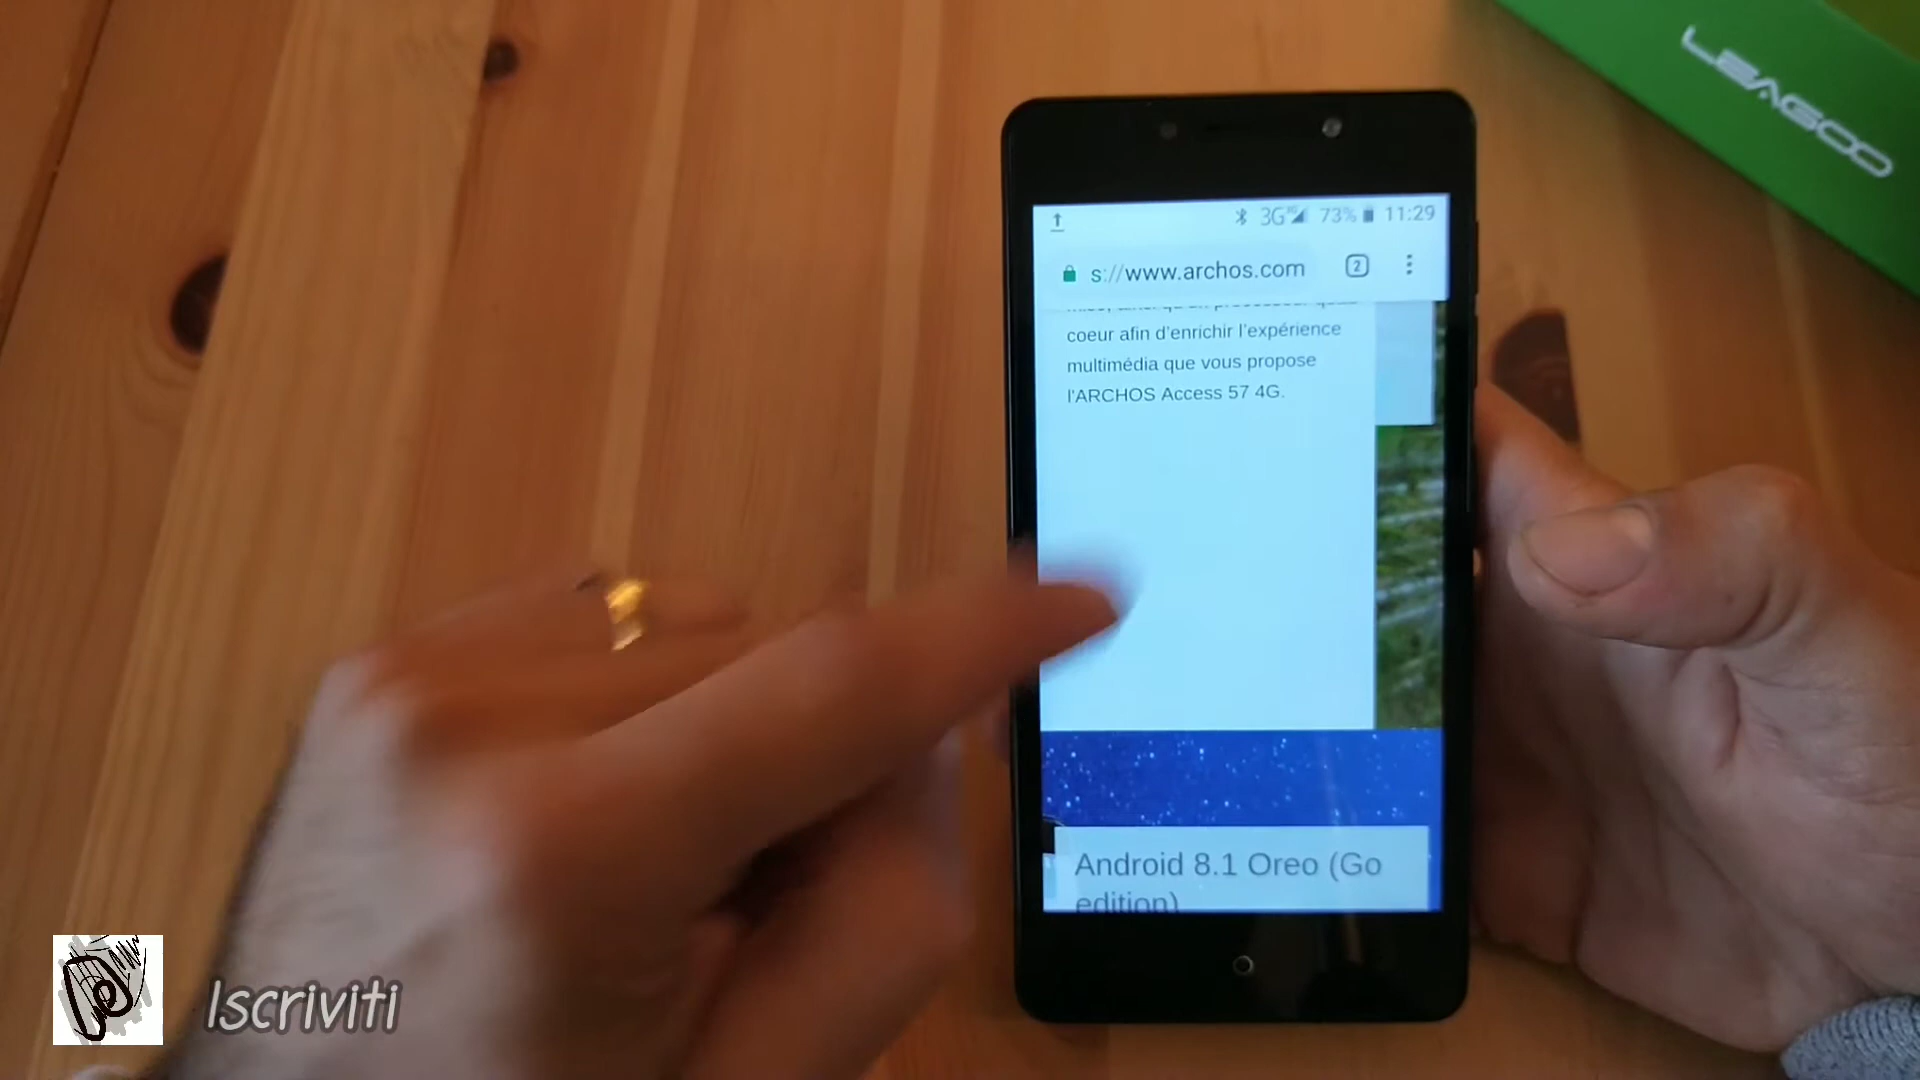 LEAGOO
3G 73% 11:29
s://www.archos.com 2
coeur afin d'enrichir l'expérience
multimédia que vous propose
l'ARCHOS Access 57 4G.
Android 8.1 Oreo (Go
edition)
Iscriviti